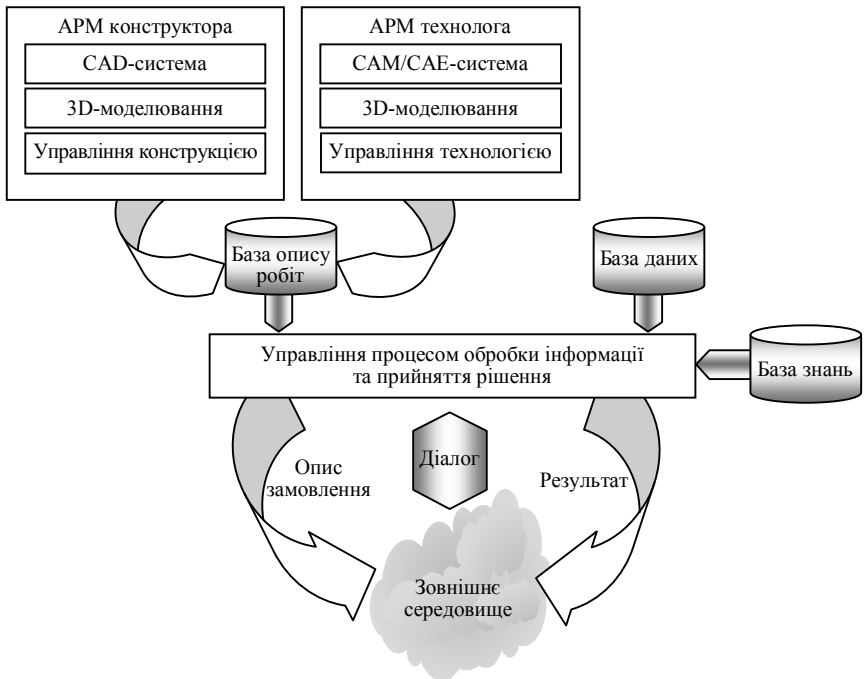 АРМ конструктора
CAD-система
3D-моделювання
Управління конструкцією
АРМ технолога
CAM/CAE-система
3D-моделювання
Управління технологією
База опису
робіт
База даних
Управління процесом обробки інформації
та прийняття рішення
База знань
Опис
замовлення
Діалог
Результат
Зовнішнє
середовище